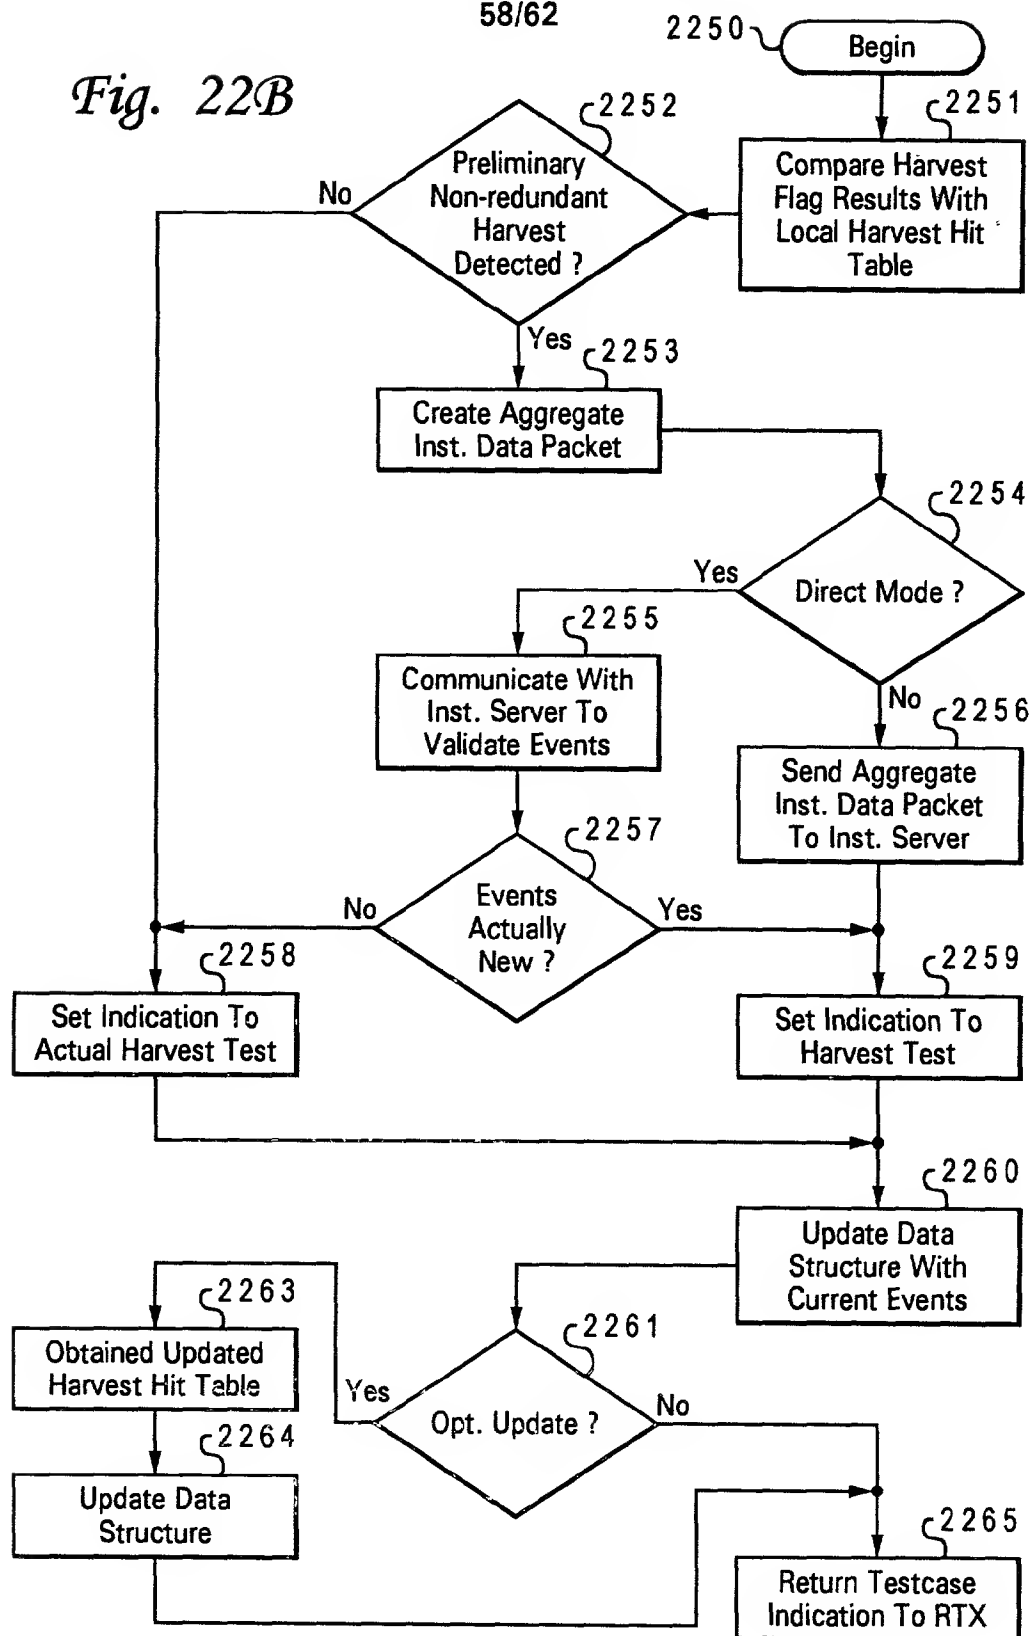 58/62
Fig. 22B
2250
Begin
2251
Compare Harvest
Flag Results With
Local Harvest Hit
Table
2252
Preliminary
Non-redundant
Harvest
Detected ?
No
Yes
2253
Create Aggregate
Inst. Data Packet
2254
Direct Mode ?
Yes
No
2255
Communicate With
Inst. Server To
Validate Events
2256
Send Aggregate
Inst. Data Packet
To Inst. Server
2257
Events
Actually
New ?
No
Yes
2258
Set Indication To
Actual Harvest Test
2259
Set Indication To
Harvest Test
2260
Update Data
Structure With
Current Events
2261
Opt. Update ?
Yes
No
2263
Obtained Updated
Harvest Hit Table
2264
Update Data
Structure
2265
Return Testcase
Indication To RTX